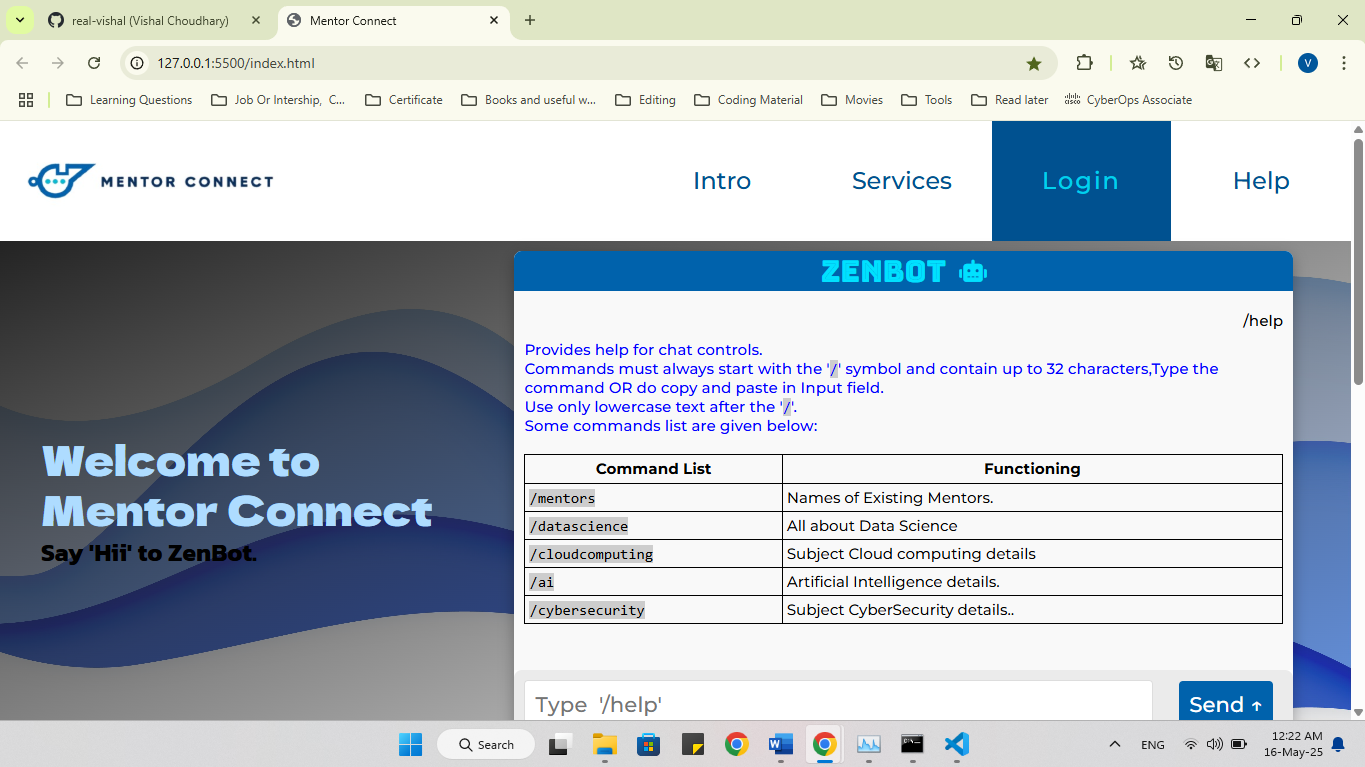 real-vishal (Vishal Choudhary)
Mentor Connect
127.0.0.1:5500/index.html
V
Learning Questions
Job Or Intership, C...
Certificate
Books and useful w...
Editing
Coding Material
Movies
Tools
Read later
CyberOps Associate
MENTOR CONNECT
Intro
Services
Login
Help
ZENBOT
/help
Provides help for chat controls.
Commands must always start with the '/' symbol and contain up to 32 characters,Type the
command OR do copy and paste in Input field.
Use only lowercase text after the '/'.
Some commands list are given below:
Command List Functioning
/mentors Names of Existing Mentors.
/datascience All about Data Science
/cloudcomputing Subject Cloud computing details
/ai Artificial Intelligence details.
/cybersecurity Subject CyberSecurity details..
Welcome to
Mentor Connect
Say 'Hii' to ZenBot.
Type '/help'
Send ↑
Search
ENG
12:22 AM
16-May-25